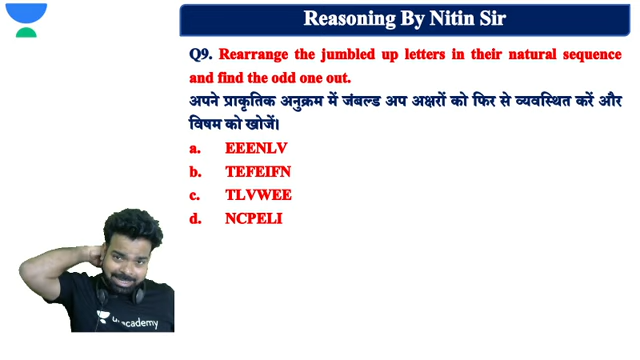 Reasoning By Nitin Sir
Q9. Rearrange the jumbled up letters in their natural sequence
and find the odd one out.
अपने प्राकृतिक अनुक्रम में जंबल्ड अप अक्षरों को फिर से व्यवस्थित करें और
विषम को खोजें।
a. EEENLV
b. TEFEIFN
c. TLVWEE
d. NCPELI
unacademy